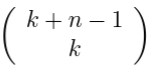 ( k + n − 1
k )